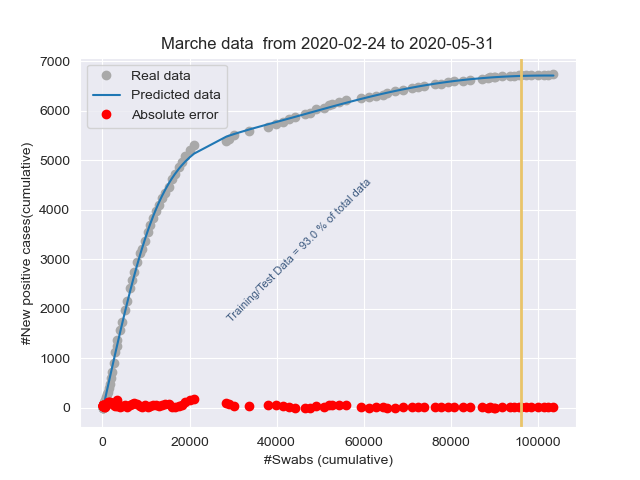 Marche data  from 2020-02-24 to 2020-05-31
Real data
Predicted data
Absolute error
7000
6000
5000
4000
3000
2000
1000
0
#New positive cases(cumulative)
Training/Test Data = 93.0 % of total data
0
20000
40000
60000
80000
100000
#Swabs (cumulative)